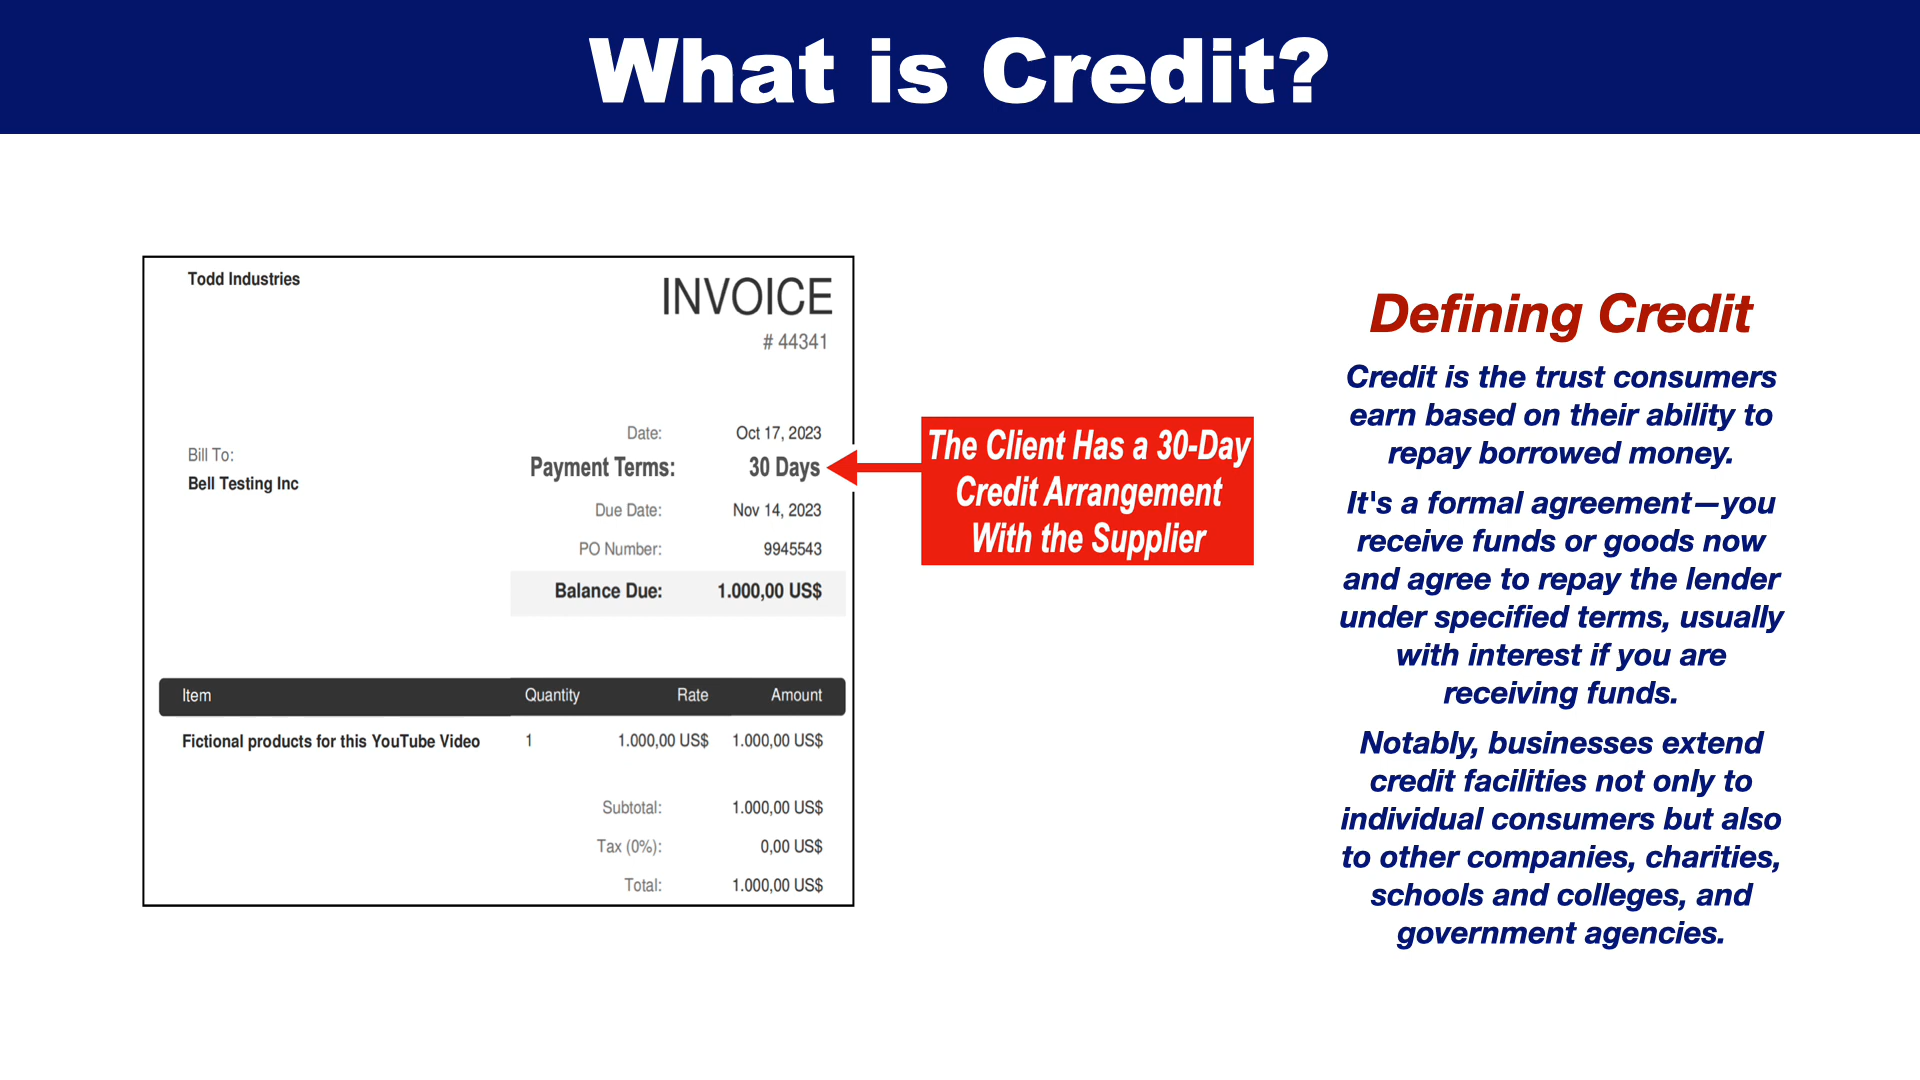 What is Credit?
Todd Industries
INVOICE
# 44341
Date: Oct 17, 2023
Bill To:
Payment Terms: 30 Days
Bell Testing Inc
Due Date: Nov 14, 2023
PO Number: 9945543
Balance Due: 1.000,00 US$
Item Quantity Rate Amount
Fictional products for this YouTube Video 1 1.000,00 US$ 1.000,00 US$
Subtotal: 1.000,00 US$
Tax (0%): 0,00 US$
Total: 1.000,00 US$
The Client Has a 30-Day
Credit Arrangement
With the Supplier
Defining Credit
Credit is the trust consumers
earn based on their ability to
repay borrowed money.
It's a formal agreement—you
receive funds or goods now
and agree to repay the lender
under specified terms, usually
with interest if you are
receiving funds.
Notably, businesses extend
credit facilities not only to
individual consumers but also
to other companies, charities,
schools and colleges, and
government agencies.